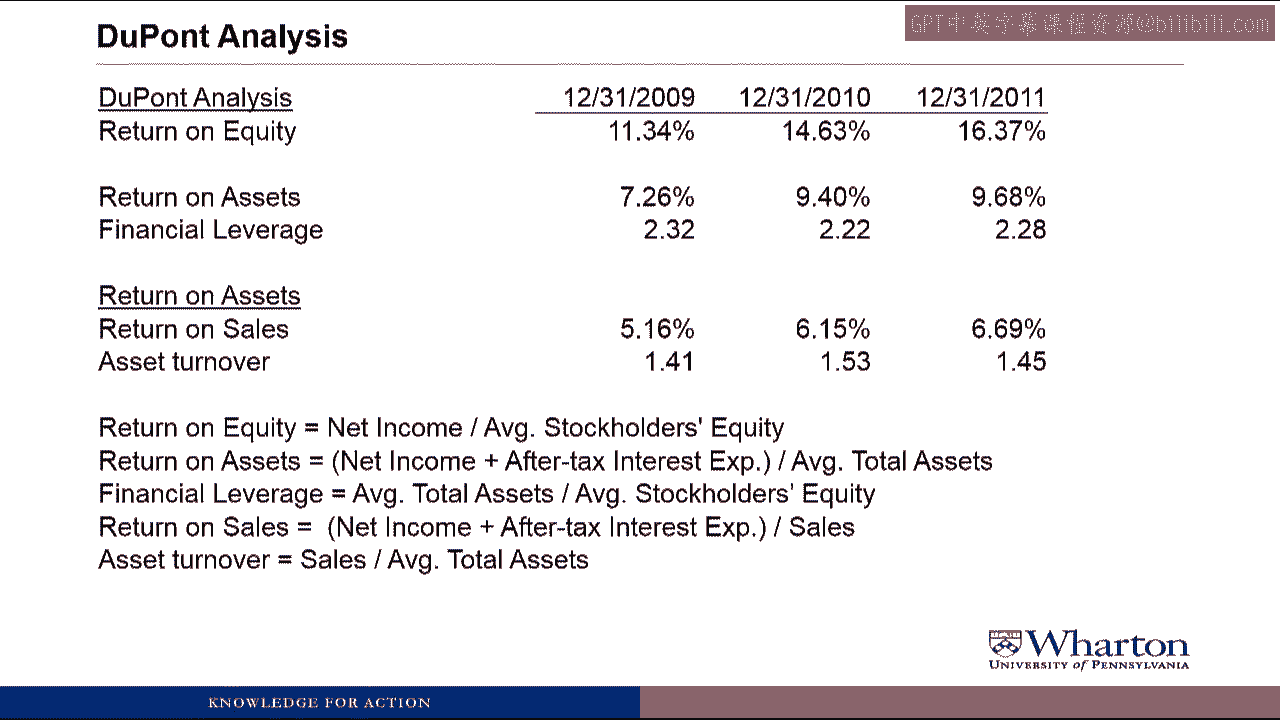 DuPont Analysis
GPT中英字幕课程资源@bilibili.com
DuPont Analysis 12/31/2009 12/31/2010 12/31/2011
Return on Equity 11.34% 14.63% 16.37%
Return on Assets 7.26% 9.40% 9.68%
Financial Leverage 2.32 2.22 2.28
Return on Assets
Return on Sales 5.16% 6.15% 6.69%
Asset turnover 1.41 1.53 1.45
Return on Equity = Net Income / Avg. Stockholders' Equity
Return on Assets = (Net Income + After-tax Interest Exp.) / Avg. Total Assets
Financial Leverage = Avg. Total Assets / Avg. Stockholders' Equity
Return on Sales = (Net Income + After-tax Interest Exp.) / Sales
Asset turnover = Sales / Avg. Total Assets
Wharton
UNIVERSITY of PENNSYLVANIA
KNOWLEDGE FOR ACTION